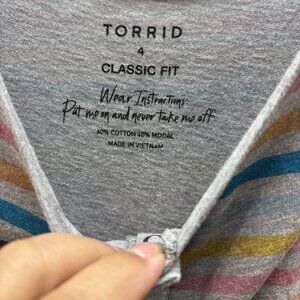 TORRID
4
CLASSIC FIT
Wear Instructions:
Put me on and never take me off
60% COTTON 40% MODAL
MADE IN VIETNAM